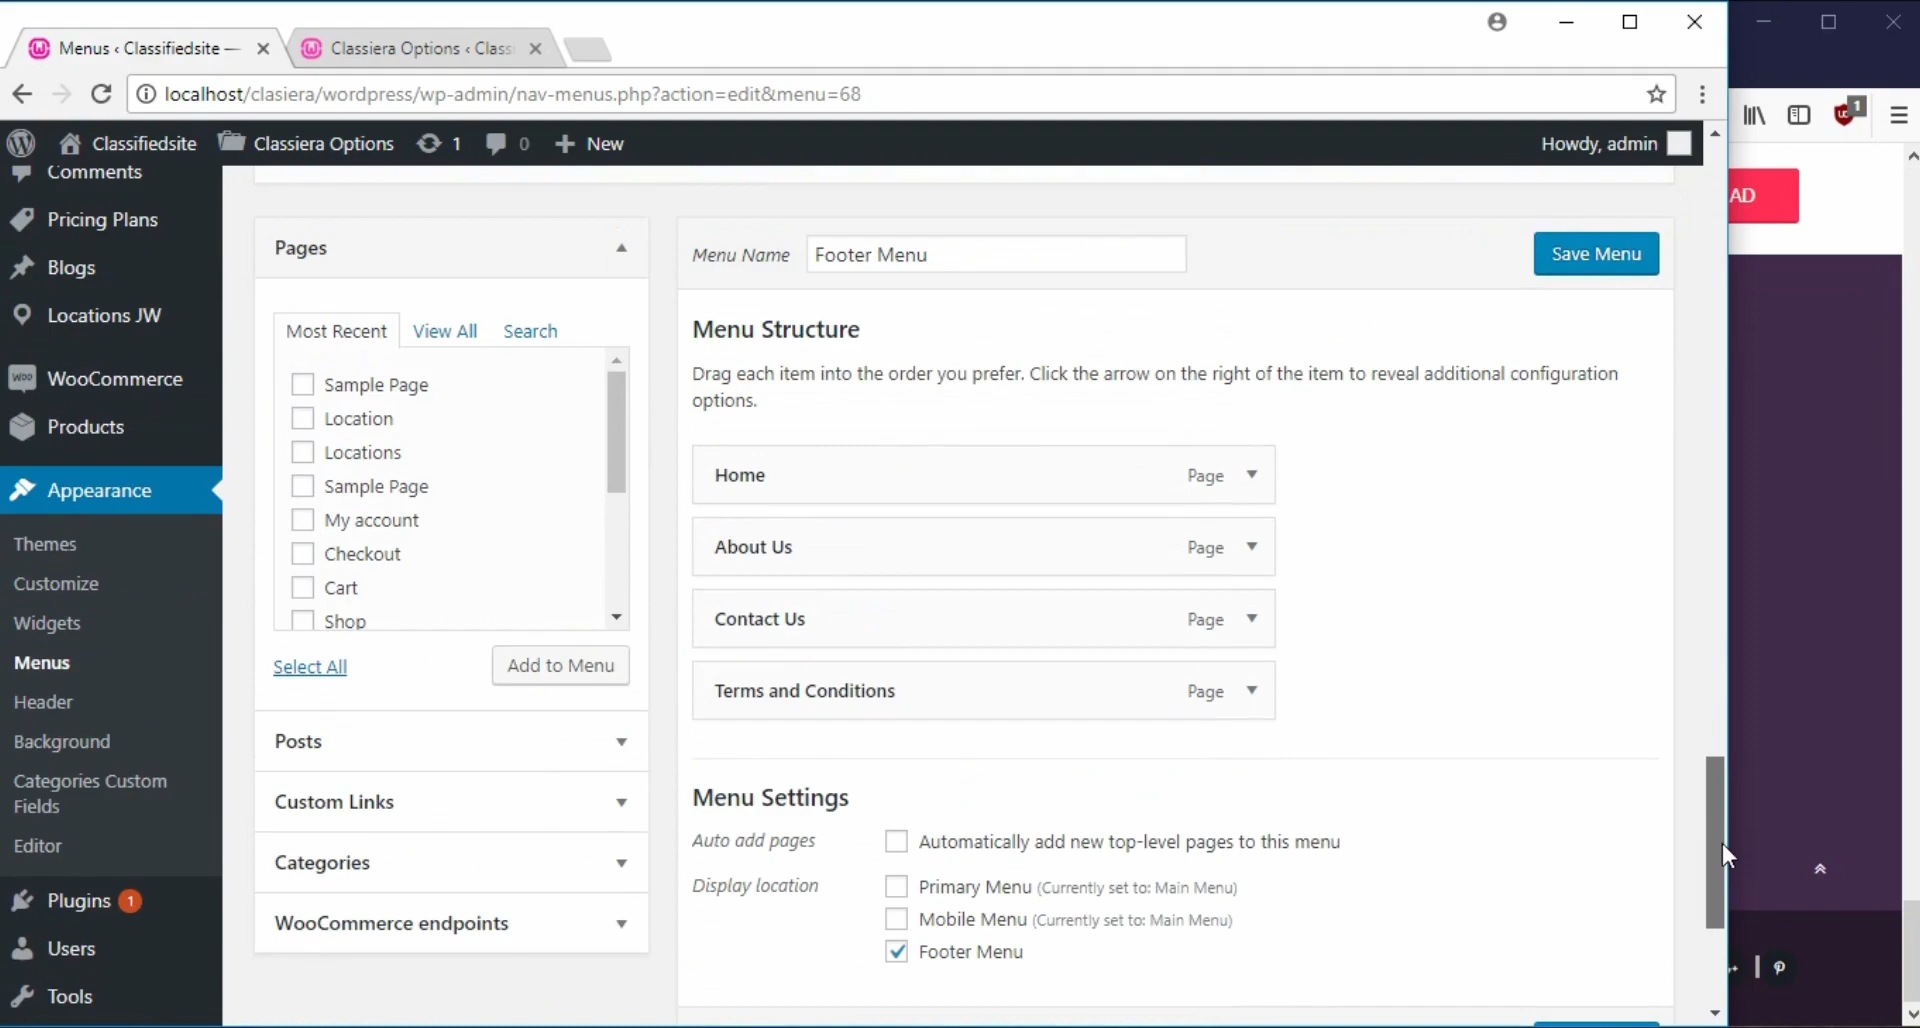 Menus ‹ Classifiedsite —
Classiera Options ‹ Class
localhost/clasiera/wordpress/wp-admin/nav-menus.php?action=edit&menu=68
1
Classifiedsite
Classiera Options
1
0
New
Howdy, admin
Comments
Pricing Plans
AD
Pages
Menu Name
Footer Menu
Save Menu
Blogs
Locations JW
Most Recent
View All
Search
Menu Structure
Drag each item into the order you prefer. Click the arrow on the right of the item to reveal additional configuration
options.
WooCommerce
Products
Sample Page
Location
Locations
Sample Page
My account
Checkout
Cart
Shop
Home
Page
About Us
Page
Contact Us
Page
Terms and Conditions
Page
Appearance
Themes
Customize
Widgets
Menus
Header
Background
Categories Custom
Fields
Editor
Select All
Add to Menu
Posts
Custom Links
Categories
WooCommerce endpoints
Menu Settings
Auto add pages
Automatically add new top-level pages to this menu
Display location
Primary Menu (Currently set to: Main Menu)
Mobile Menu (Currently set to: Main Menu)
Footer Menu
Plugins 1
Users
Tools